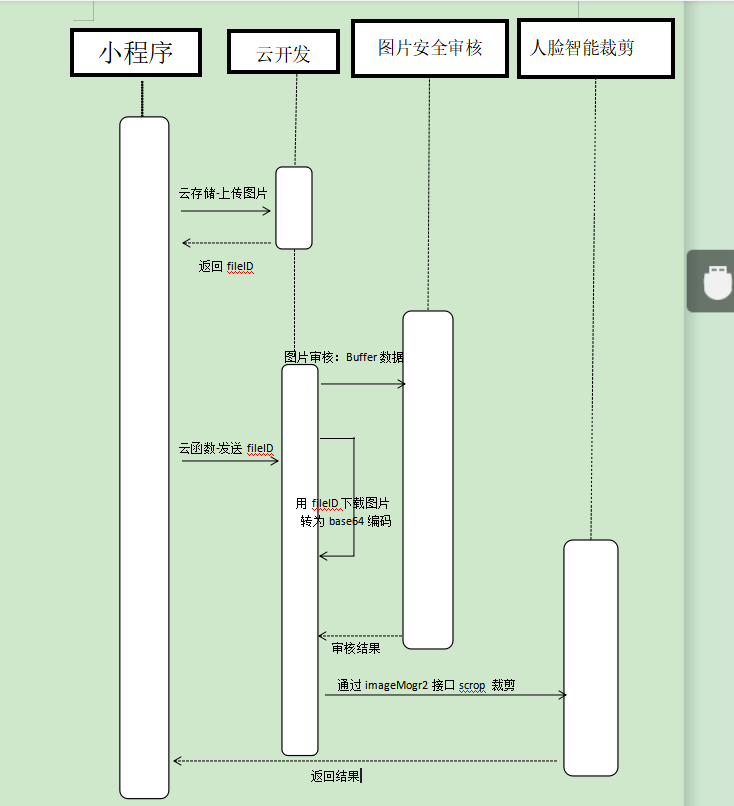 小程序
云开发
图片安全审核
人脸智能裁剪
云存储-上传图片
返回 fileID
图片审核：Buffer 数据
云函数-发送 fileID
用 fileID 下载图片
转为 base64 编码
审核结果
通过 imageMogr2 接口 scrop 裁剪
返回结果